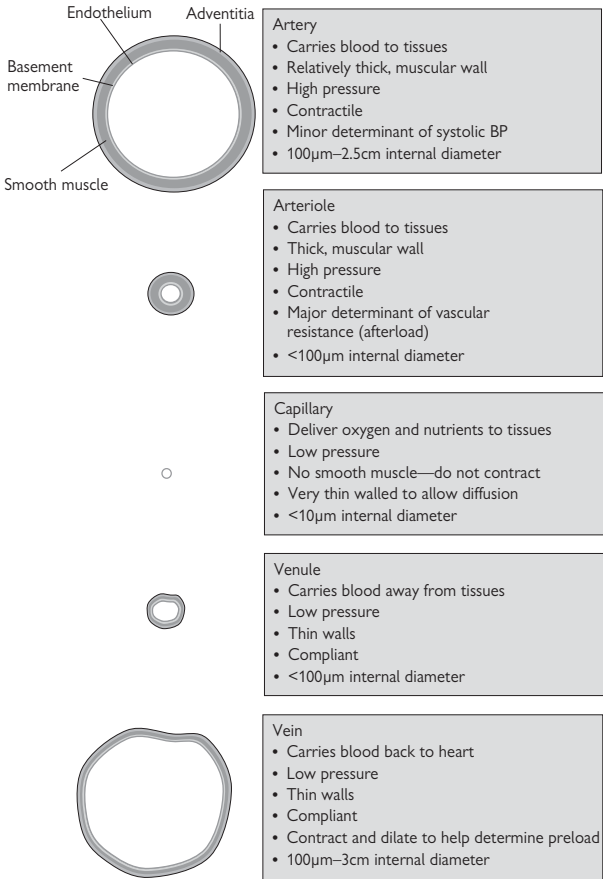 Endothelium
Adventitia
Basement
membrane
Smooth muscle
Artery
• Carries blood to tissues
• Relatively thick, muscular wall
• High pressure
• Contractile
• Minor determinant of systolic BP
• 100μm–2.5cm internal diameter
Arteriole
• Carries blood to tissues
• Thick, muscular wall
• High pressure
• Contractile
• Major determinant of vascular
resistance (afterload)
• <100μm internal diameter
Capillary
• Deliver oxygen and nutrients to tissues
• Low pressure
• No smooth muscle—do not contract
• Very thin walled to allow diffusion
• <10μm internal diameter
Venule
• Carries blood away from tissues
• Low pressure
• Thin walls
• Compliant
• <100μm internal diameter
Vein
• Carries blood back to heart
• Low pressure
• Thin walls
• Compliant
• Contract and dilate to help determine preload
• 100μm–3cm internal diameter